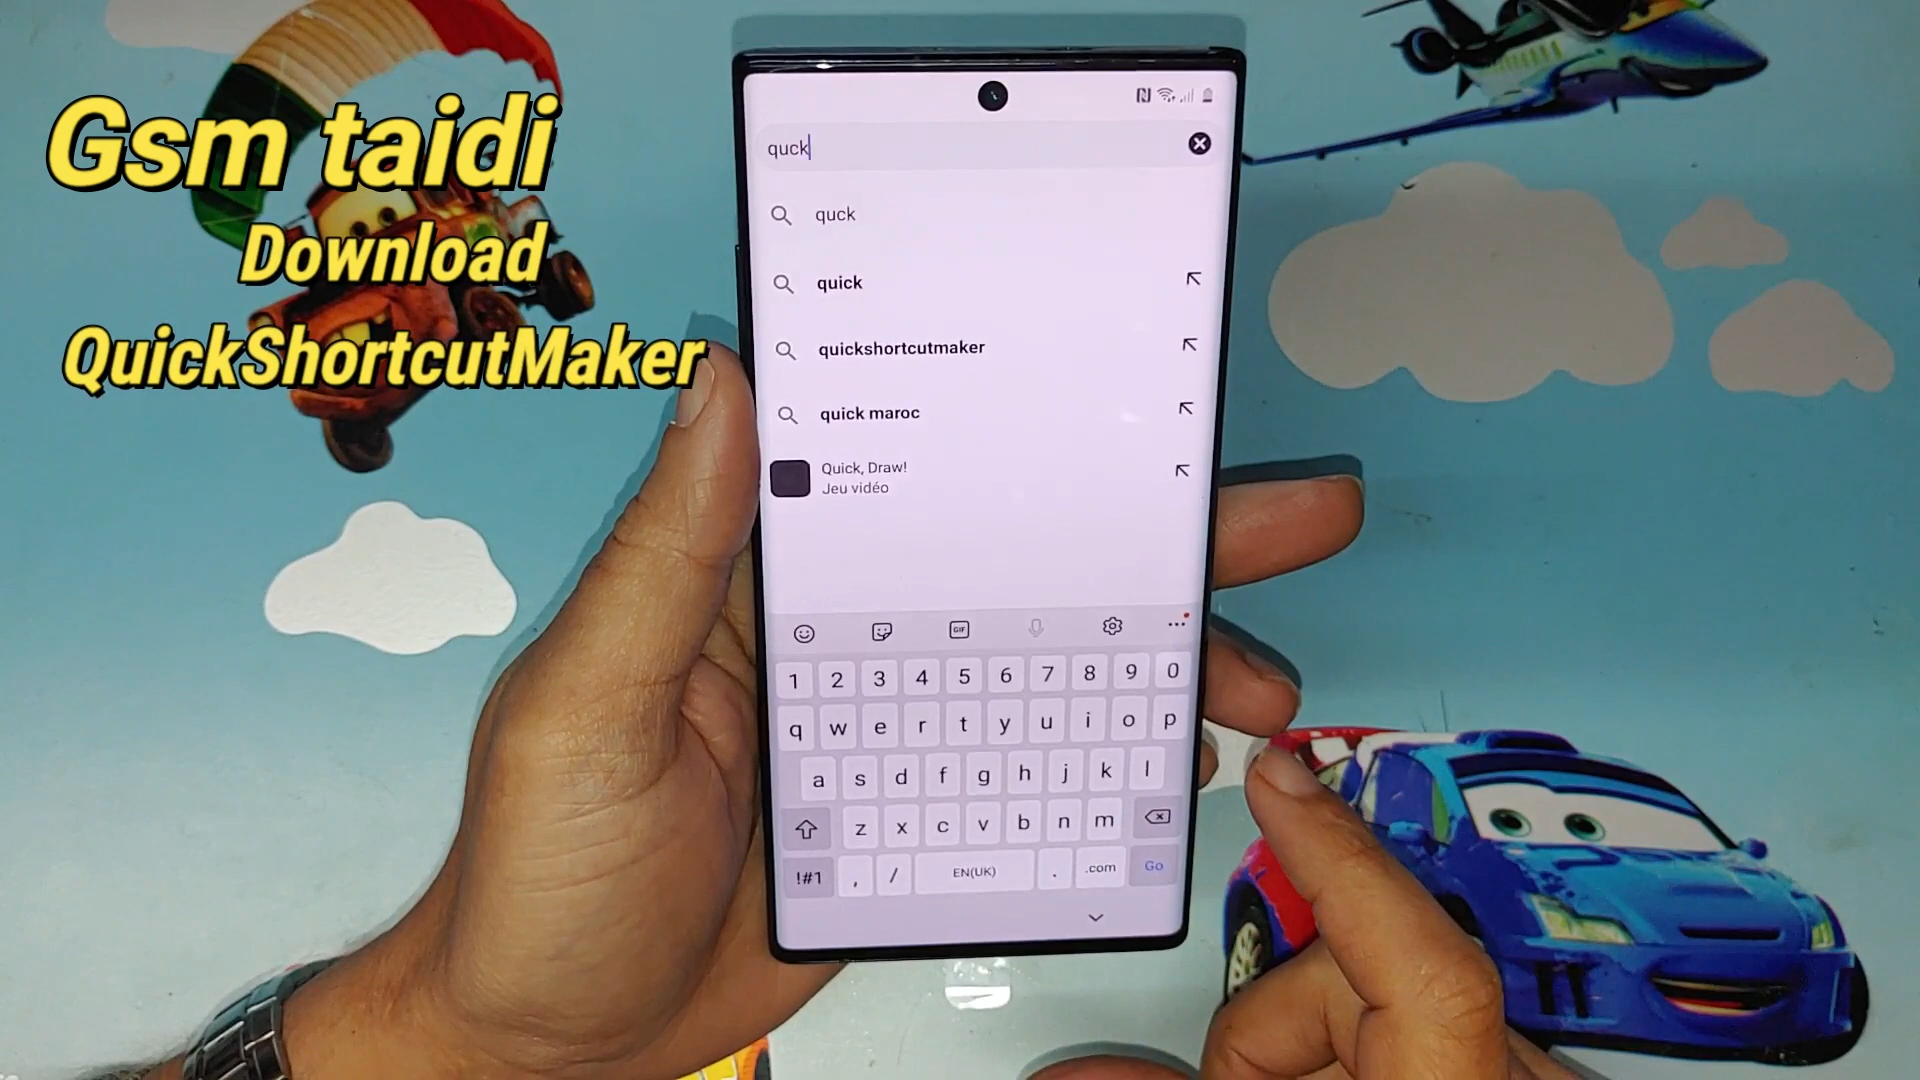 Gsm taidi
Download
QuickShortcutMaker
quck
quck
quick
quickshortcutmaker
quick maroc
Quick, Draw!
Jeu vidéo
GIF
1 2 3 4 5 6 7 8 9 0
q w e r t y u i o p
a s d f g h j k l
z x c v b n m
!#1 , / EN(UK) . .com Go